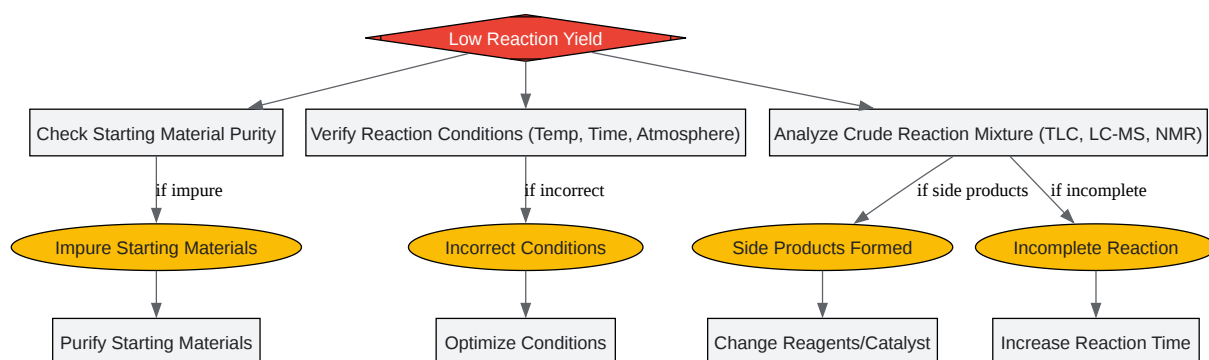 Low Reaction Yield
Check Starting Material Purity
Verify Reaction Conditions (Temp, Time, Atmosphere)
Analyze Crude Reaction Mixture (TLC, LC-MS, NMR)
if impure
if incorrect
if side products
if incomplete
Impure Starting Materials
Incorrect Conditions
Side Products Formed
Incomplete Reaction
Purify Starting Materials
Optimize Conditions
Change Reagents/Catalyst
Increase Reaction Time